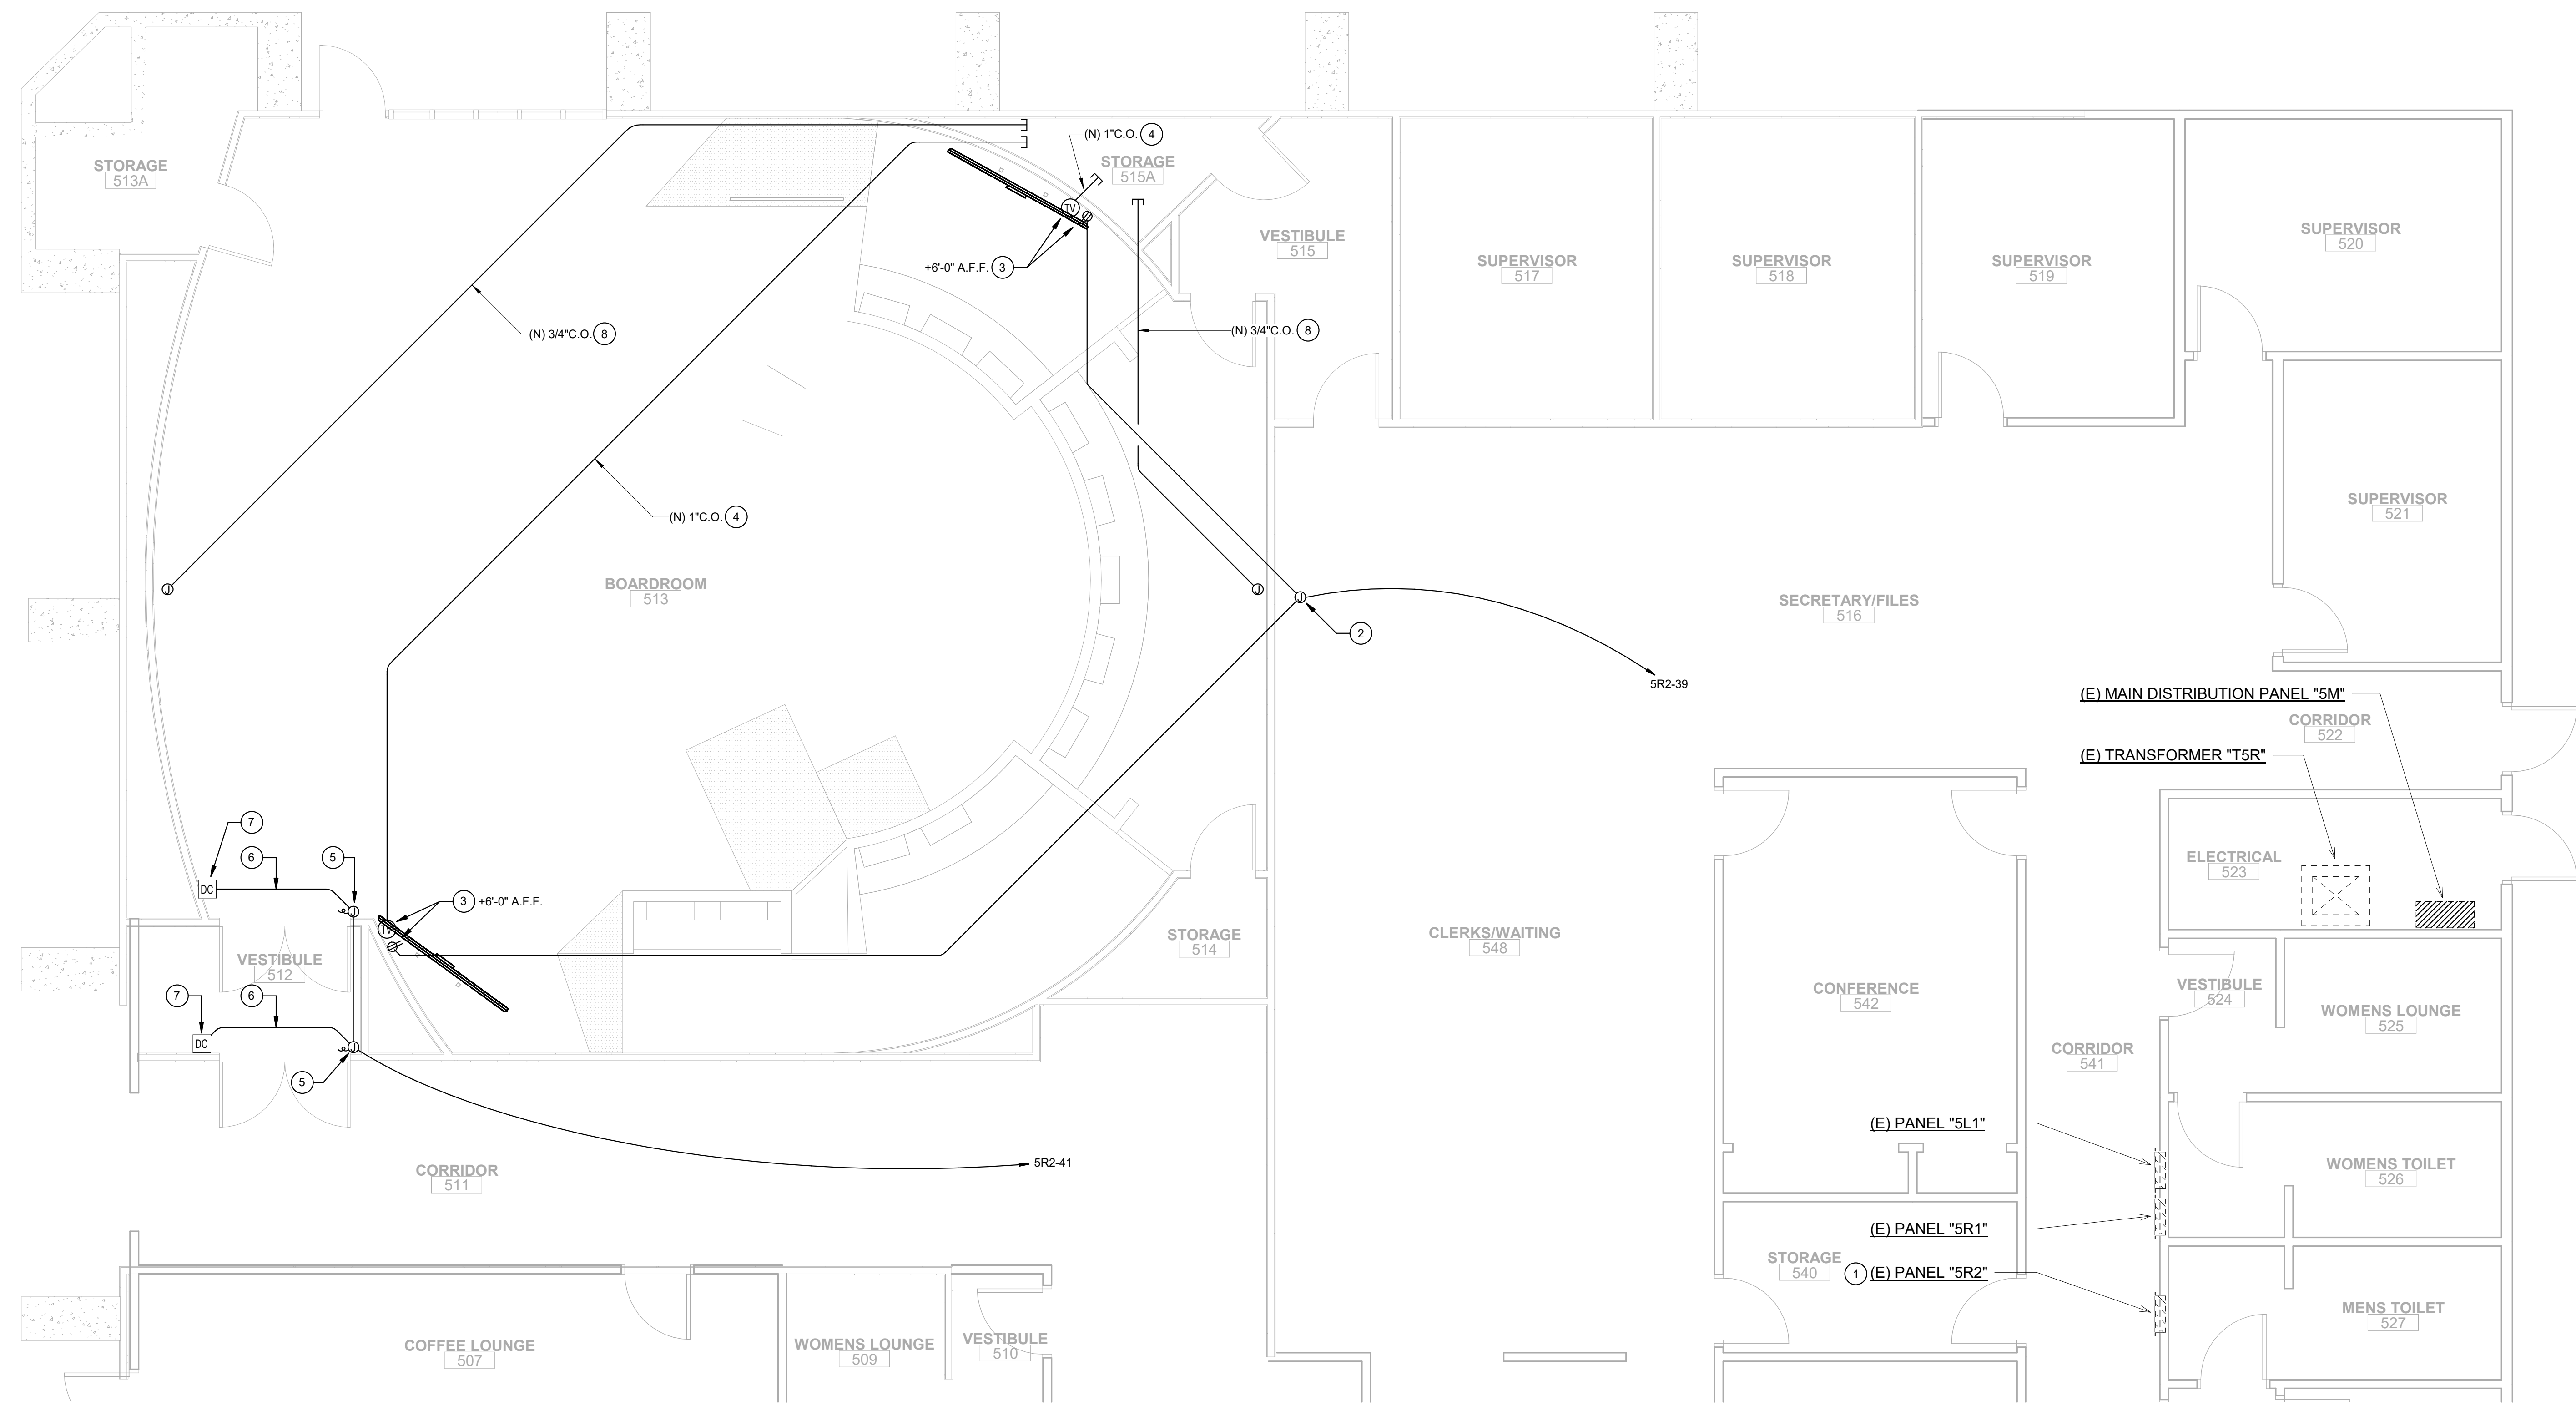 (N) 1"C.O. 4
STORAGE
513A
STORAGE
515A
TV
VESTIBULE
515
+6'-0" A.F.F. 3
SUPERVISOR
517
SUPERVISOR
518
SUPERVISOR
519
SUPERVISOR
520
(N) 3/4"C.O. 8
(N) 3/4"C.O. 8
SUPERVISOR
521
(N) 1"C.O. 4
BOARDROOM
513
J
J
J
2
SECRETARY/FILES
516
5R2-39
(E) MAIN DISTRIBUTION PANEL "5M"
CORRIDOR
522
(E) TRANSFORMER "T5R"
7
6
5
ELECTRICAL
523
DC
J
3 +6'-0" A.F.F.
TV
STORAGE
514
CLERKS/WAITING
548
VESTIBULE
512
7
6
CONFERENCE
542
VESTIBULE
524
WOMENS LOUNGE
525
DC
J
CORRIDOR
541
5
(E) PANEL "5L1"
5R2-41
CORRIDOR
511
WOMENS TOILET
526
(E) PANEL "5R1"
STORAGE
540
1 (E) PANEL "5R2"
MENS TOILET
527
COFFEE LOUNGE
507
WOMENS LOUNGE
509
VESTIBULE
510